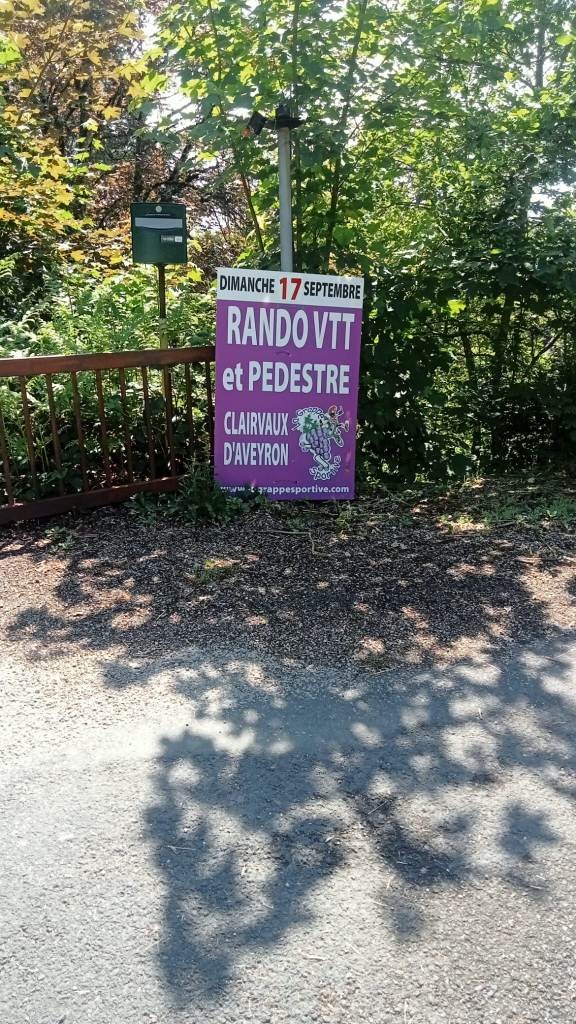 DIMANCHE 17 SEPTEMBRE
RANDO VTT
et PEDESTRE
CLAIRVAUX
D'AVEYRON